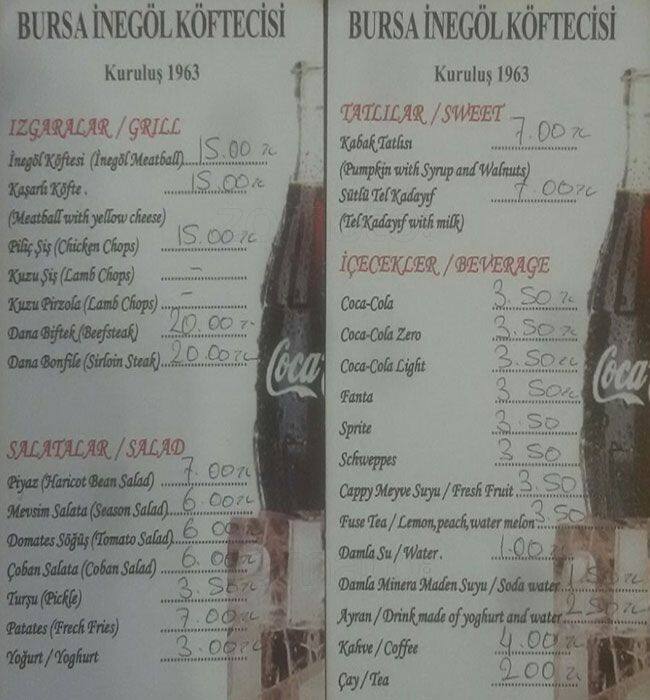 BURSA İNEGÖL KÖFTECİSİ
Kuruluş 1963
IZGARALAR / GRILL
İnegöl Köftesi (İnegöl Meatball) 15.00 TL
Kaşarlı Köfte . 15.00 TL
(Meatball with yellow cheese)
Piliç Şiş (Chicken Chops) 15.00 TL
Kuzu Şiş (Lamb Chops) -
Kuzu Pirzola (Lamb Chops) -
Dana Biftek (Beefsteak) 20.00 TL
Dana Bonfile (Sirloin Steak) 20.00 TL
Coca
SALATALAR / SALAD
Piyaz (Haricot Bean Salad) 7.00 TL
Mevsim Salata (Season Salad) 6.00 TL
Domates Söğüş (Tomato Salad) 6.00 TL
Çoban Salata (Coban Salad) 6.00 TL
Turşu (Pickle) 3.50 TL
Patates (Frech Fries) 7.00 TL
Yoğurt / Yoghurt 3.00 TL
BURSA İNEGÖL KÖFTECİSİ
Kuruluş 1963
TATLILAR / SWEET
Kabak Tatlısı 7.00 TL
(Pumpkin with Syrup and Walnuts)
Sütlü Tel Kadayıf 7.00 TL
(Tel Kadayıf with milk)
İÇECEKLER / BEVERAGE
Coca-Cola 3.50 TL
Coca-Cola Zero 3.50 TL
Coca-Cola Light 3.50 TL
Fanta 3.50 TL
Sprite 3.50
Schweppes 3.50
Cappy Meyve Suyu / Fresh Fruit 3.50
Fuse Tea / Lemon, peach, water melon 3.50
Damla Su / Water . 1.00 TL
Damla Minera Maden Suyu / Soda water 1.50 TL
Ayran / Drink made of yoghurt and water 2.50 TL
Kahve / Coffee 4.00 TL
Çay / Tea 2.00 TL
Coca